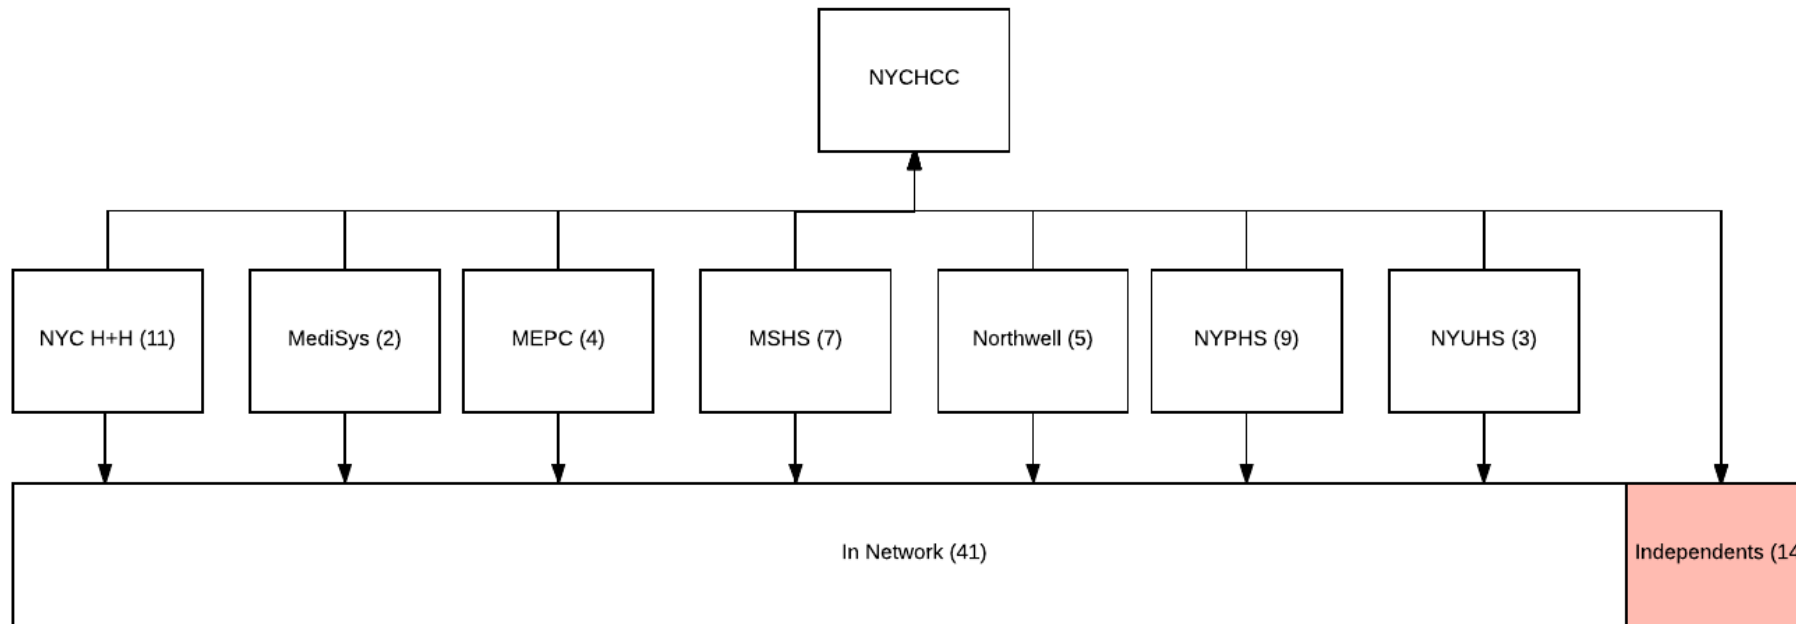 NYCHCC
NYC H+H (11)
MediSys (2)
MEPC (4)
MSHS (7)
Northwell (5)
NYPHS (9)
NYUHS (3)
In Network (41)
Independents (14